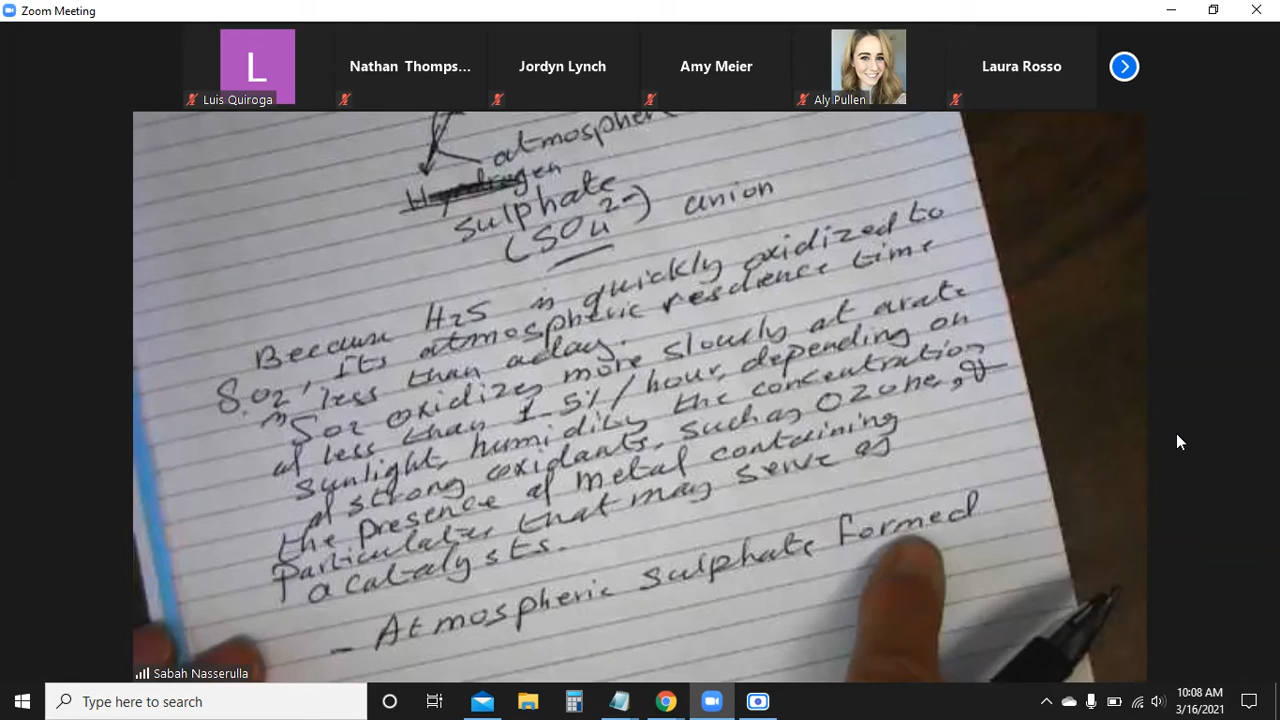 Zoom Meeting
L
Nathan Thomps...
Jordyn Lynch
Amy Meier
Laura Rosso
Luis Quiroga
Aly Pullen
atmospheri
Hydrogen
sulphate
(SO4 2-) anion
Because H2S is quickly oxidized to
SO2, Its atmospheric resdience time
is less than aday.
SO2 oxidizes more slowly at arate
of less than 1-5%/hour, depending on
sunlight, humidity the concentration
of strong oxidants, such as Ozone, &
the presence of metal containing
Particulates that may serve as
a catalysts.
- Atmospheric sulphate formed
Sabah Nasserulla
Type here to search
10:08 AM
3/16/2021